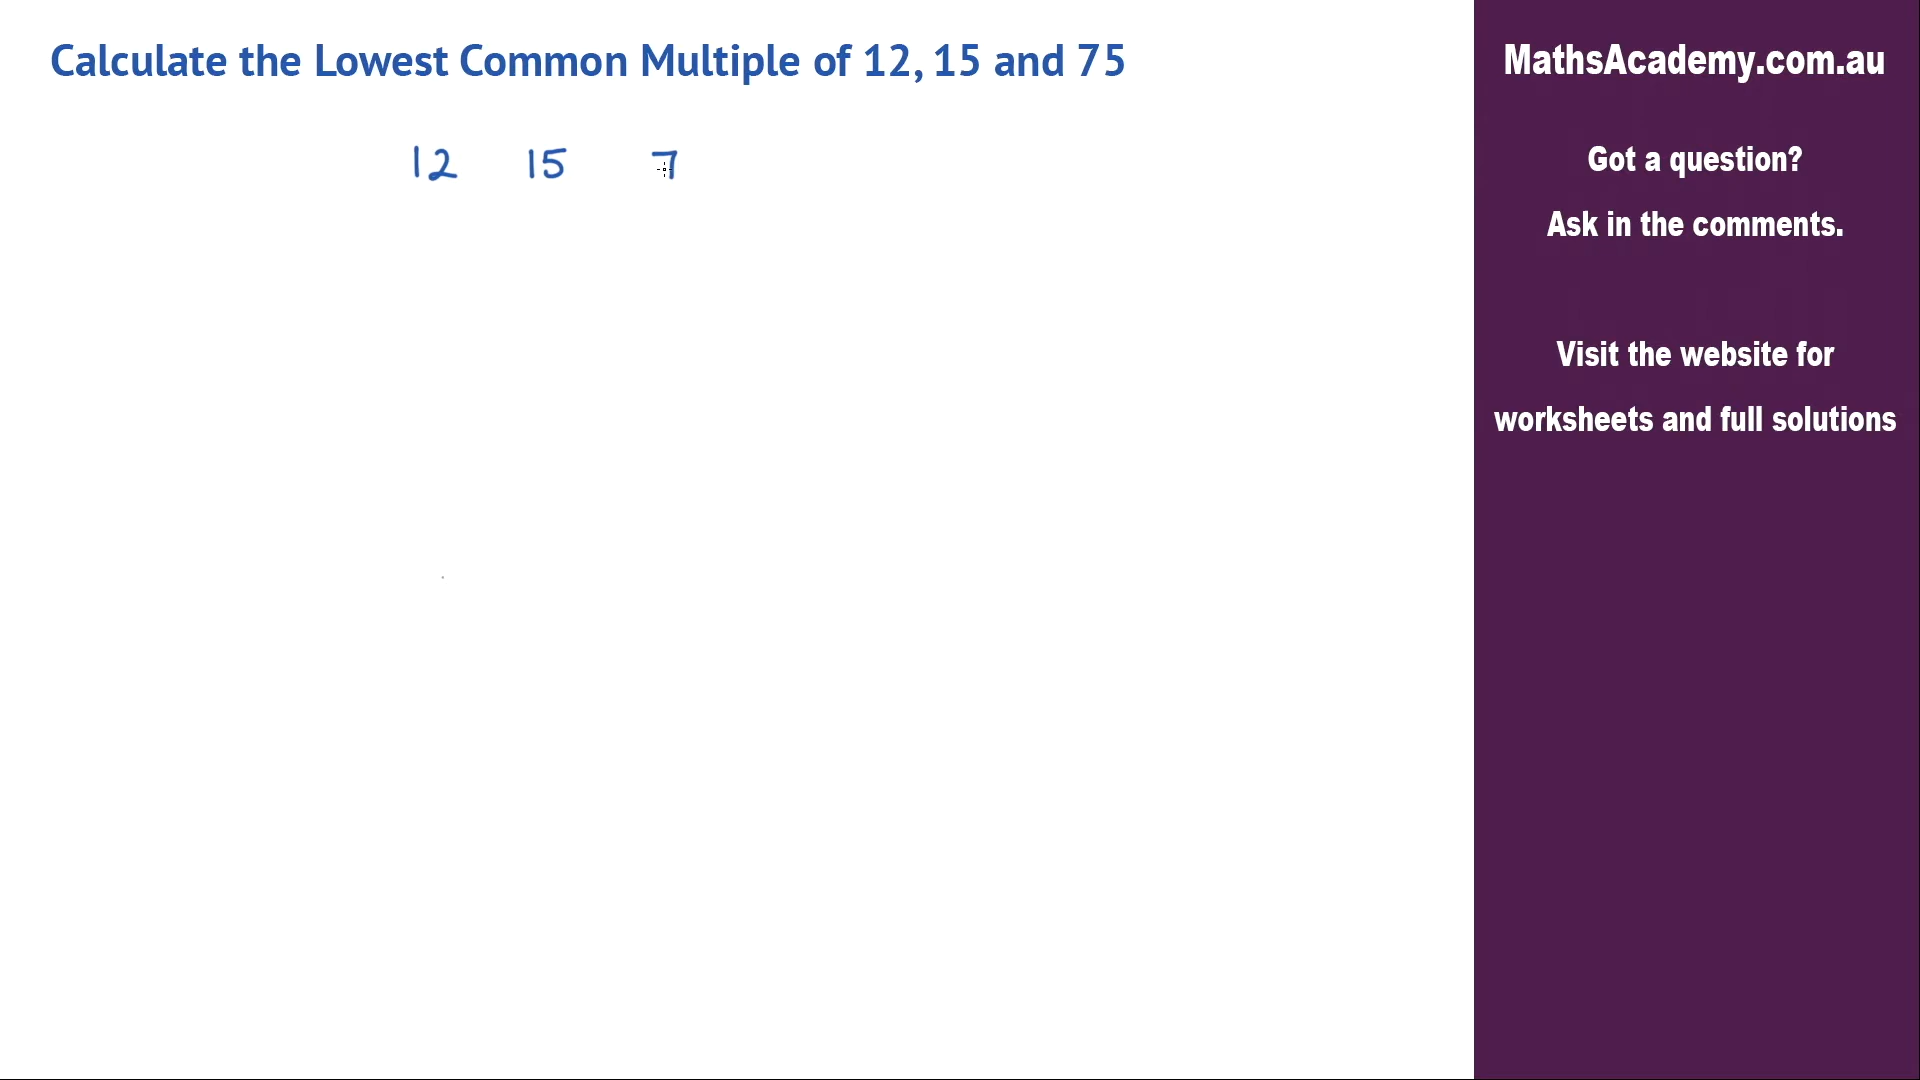 Calculate the Lowest Common Multiple of 12, 15 and 75
12 15 7
MathsAcademy.com.au
Got a question?
Ask in the comments.
Visit the website for
worksheets and full solutions